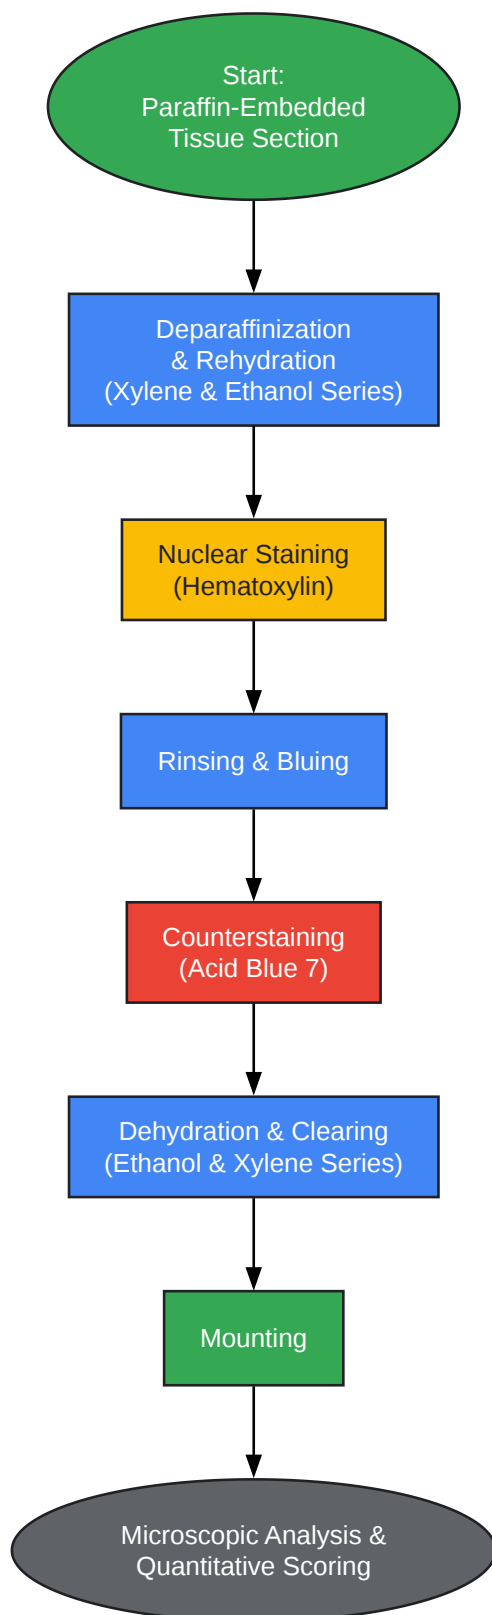 Start:
Paraffin-Embedded
Tissue Section
Deparaffinization
& Rehydration
(Xylene & Ethanol Series)
Nuclear Staining
(Hematoxylin)
Rinsing & Bluing
Counterstaining
(Acid Blue 7)
Dehydration & Clearing
(Ethanol & Xylene Series)
Mounting
Microscopic Analysis &
Quantitative Scoring